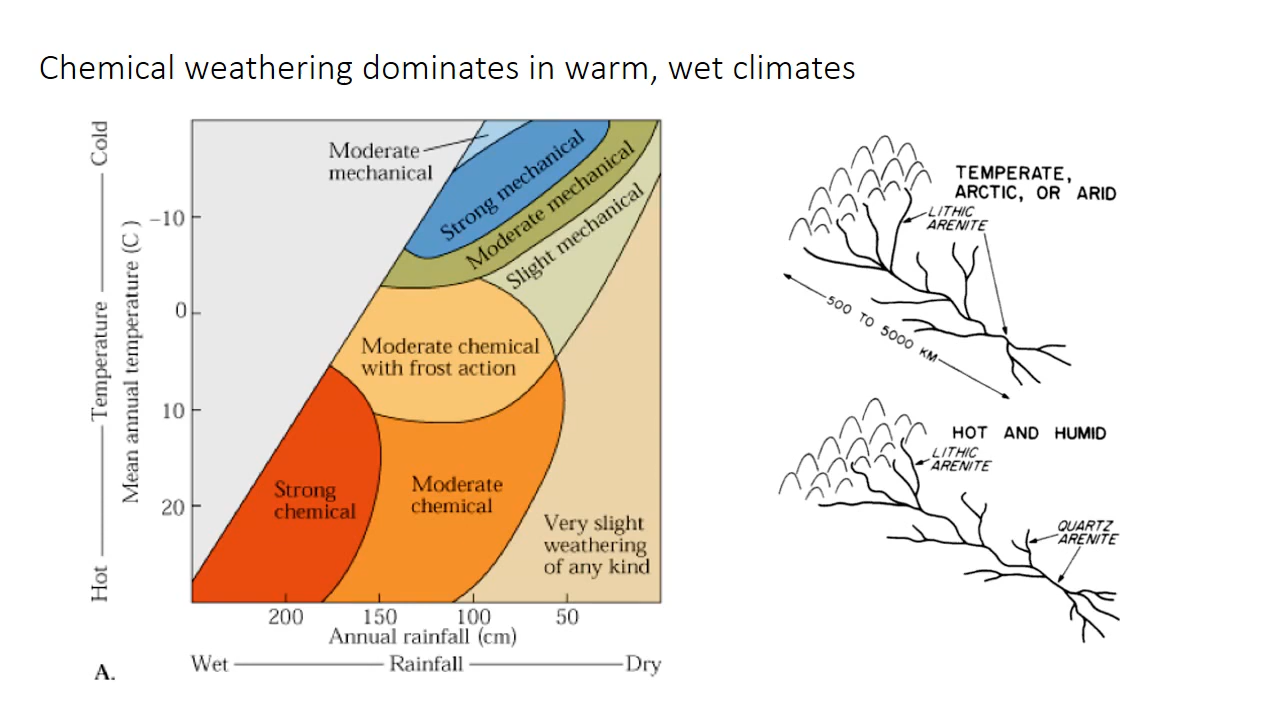 Chemical weathering dominates in warm, wet climates
Cold
Temperature
Hot
Mean annual temperature (C )
−10
0
10
20
Moderate
mechanical
Strong mechanical
Moderate mechanical
Slight mechanical
Moderate chemical
with frost action
Strong
chemical
Moderate
chemical
Very slight
weathering
of any kind
200
150
100
50
Annual rainfall (cm)
Wet
Rainfall
Dry
A.
TEMPERATE,
ARCTIC, OR ARID
LITHIC
ARENITE
500 TO 5000 KM
HOT AND HUMID
LITHIC
ARENITE
QUARTZ
ARENITE